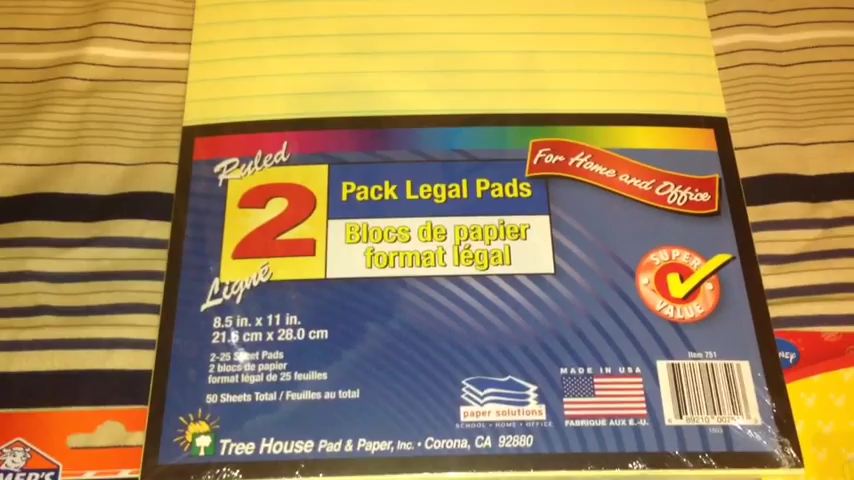 Ruled
2
Ligné
Pack Legal Pads
Blocs de papier
format légal
For Home and Office
SUPER
VALUE
8.5 in. x 11 in.
21.6 cm x 28.0 cm
2-25 Sheet Pads
2 blocs de papier
format légal de 25 feuilles
50 Sheets Total / Feuilles au total
paper solutions
SCHOOL • HOME • OFFICE
MADE IN USA
FABRIQUÉ AUX É.-U.
Item 751
Tree House Pad & Paper, Inc. • Corona, CA 92880